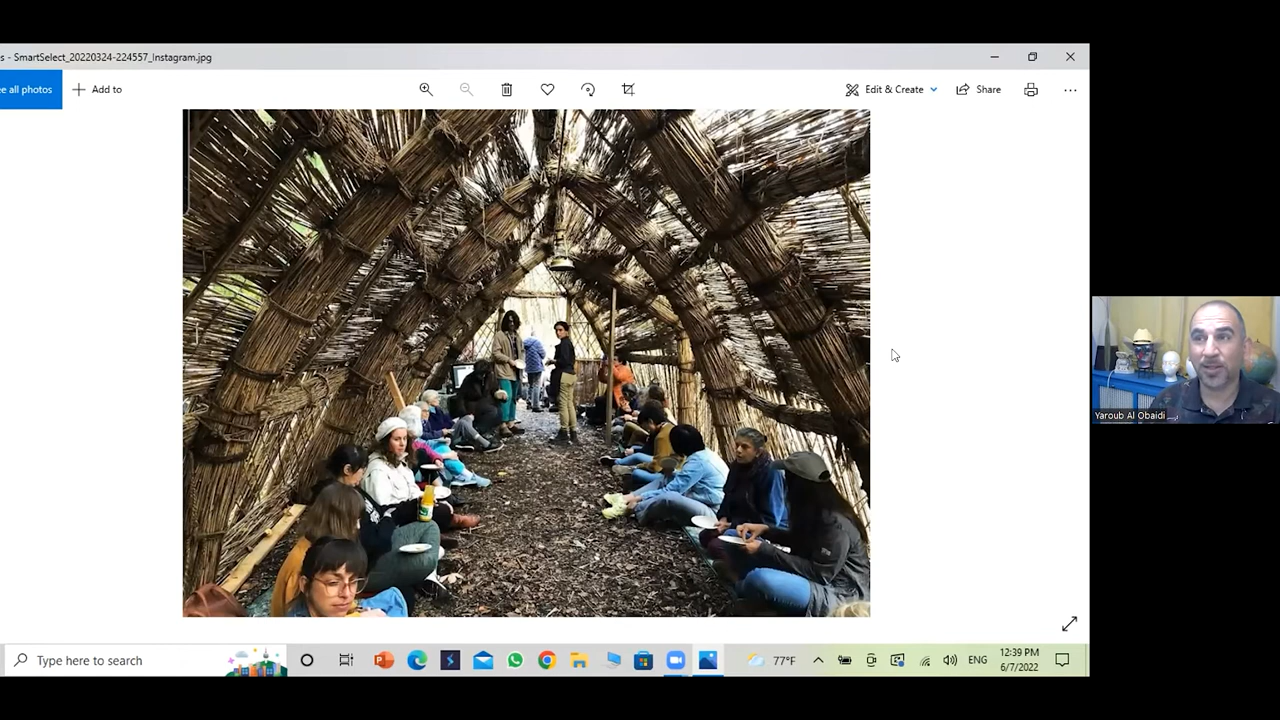 s - SmartSelect_20220324-224557_Instagram.jpg
ee all photos
Add to
Edit & Create
Share
Yaroub Al Obaidi
Type here to search
77°F
ENG
12:39 PM
6/7/2022